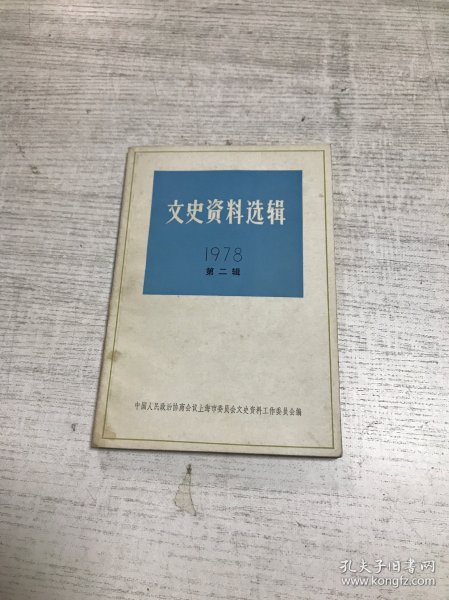 文史资料选辑
1978
第二辑
中国人民政治协商会议上海市委员会文史资料工作委员会编
孔夫子旧书网
www.kongfz.com